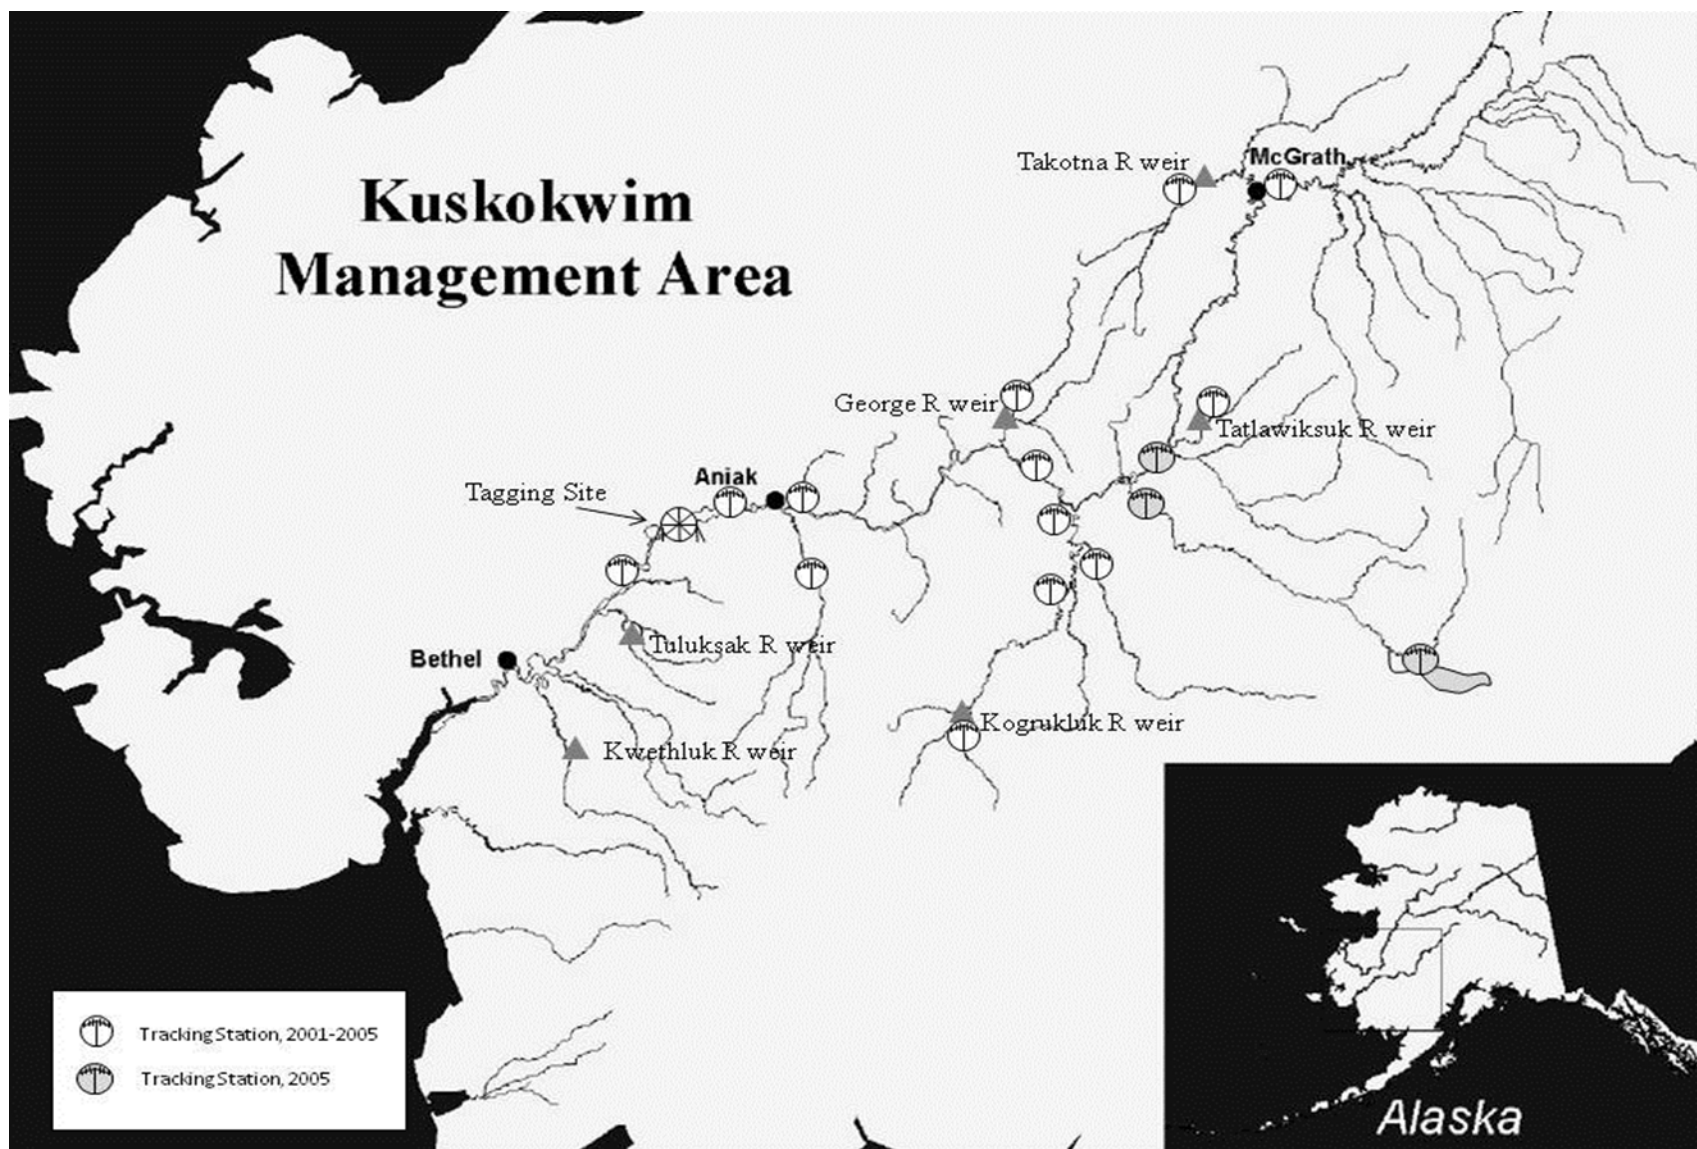 Takotna R weir
McGrath
Kuskokwim
Management Area
George R weir
Tatlawiksuk R weir
Aniak
Tagging Site
Tuluksak R weir
Bethel
Kogrukluk R weir
Kwethluk R weir
Tracking Station, 2001-2005
Tracking Station, 2005
Alaska